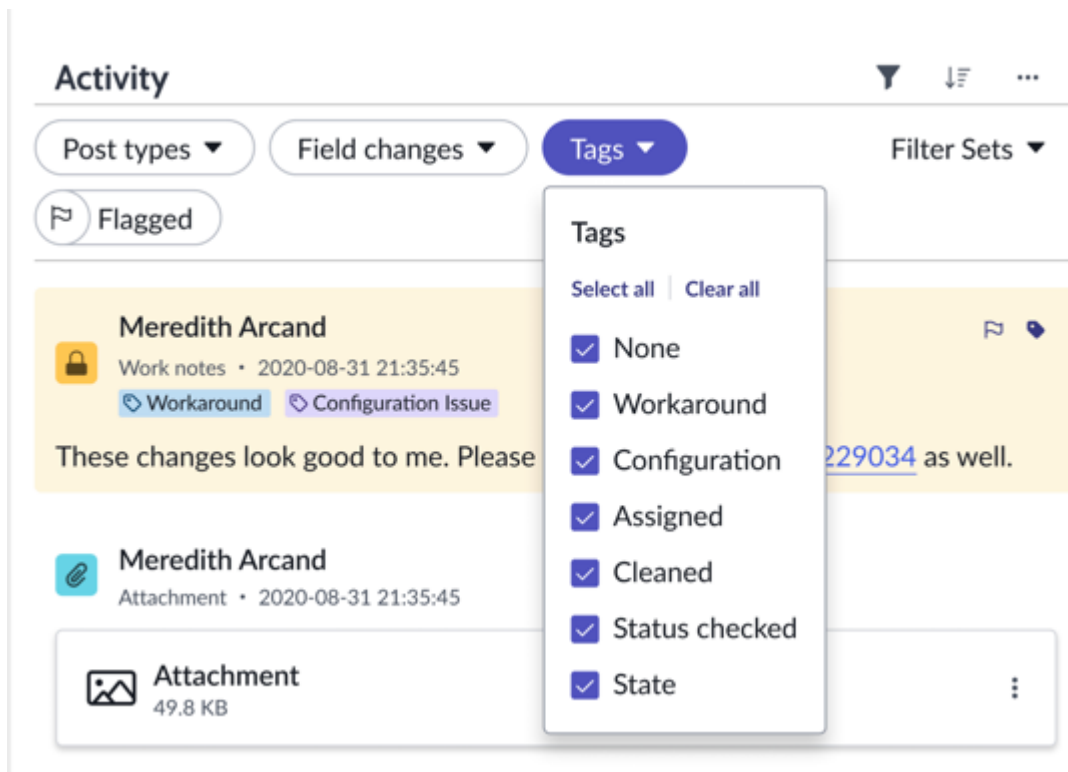 Activity
Post types Field changes Tags Filter Sets
Flagged
Tags
Select all Clear all
None
Workaround
Configuration
Assigned
Cleaned
Status checked
State
Meredith Arcand
Work notes • 2020-08-31 21:35:45
Workaround Configuration Issue
These changes look good to me. Please 229034 as well.
Meredith Arcand
Attachment • 2020-08-31 21:35:45
Attachment
49.8 KB